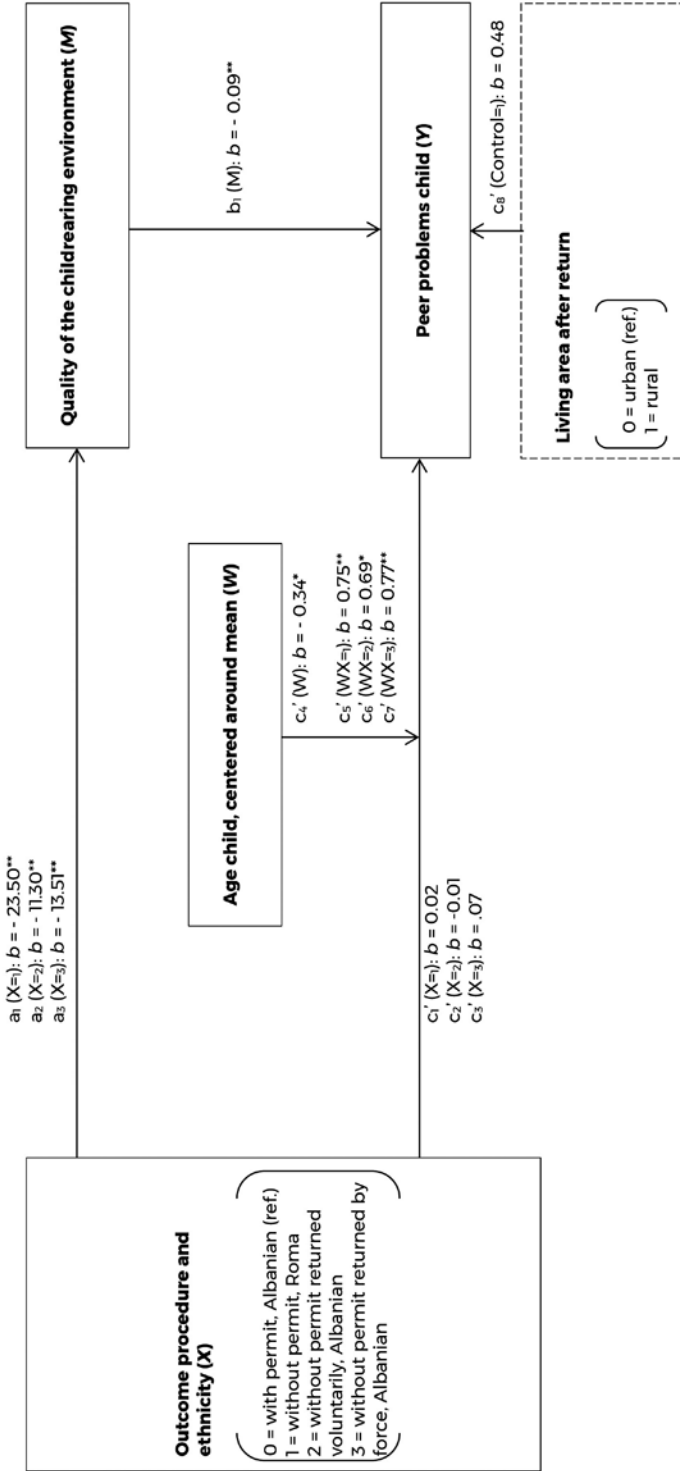 Outcome procedure and
ethnicity (X)
0 = with permit, Albanian (ref.)
1 = without permit, Roma
2 = without permit returned
voluntarily, Albanian
3 = without permit returned by
force, Albanian
a₁ (X=₁): b = - 23.50**
a₂ (X=₂): b = - 11.30**
a₃ (X=₃): b = - 13.51**
Quality of the childrearing environment (M)
b₁ (M): b = - 0.09**
Age child, centered around mean (W)
c₄' (W): b = - 0.34*
c₅' (WX=₁): b = 0.75**
c₆' (WX=₂): b = 0.69*
c₇' (WX=₃): b = 0.77**
c₁' (X=₁): b = 0.02
c₂' (X=₂): b = -0.01
c₃' (X=₃): b = .07
Peer problems child (Y)
c₈' (Control=₁): b = 0.48
Living area after return
0 = urban (ref.)
1 = rural